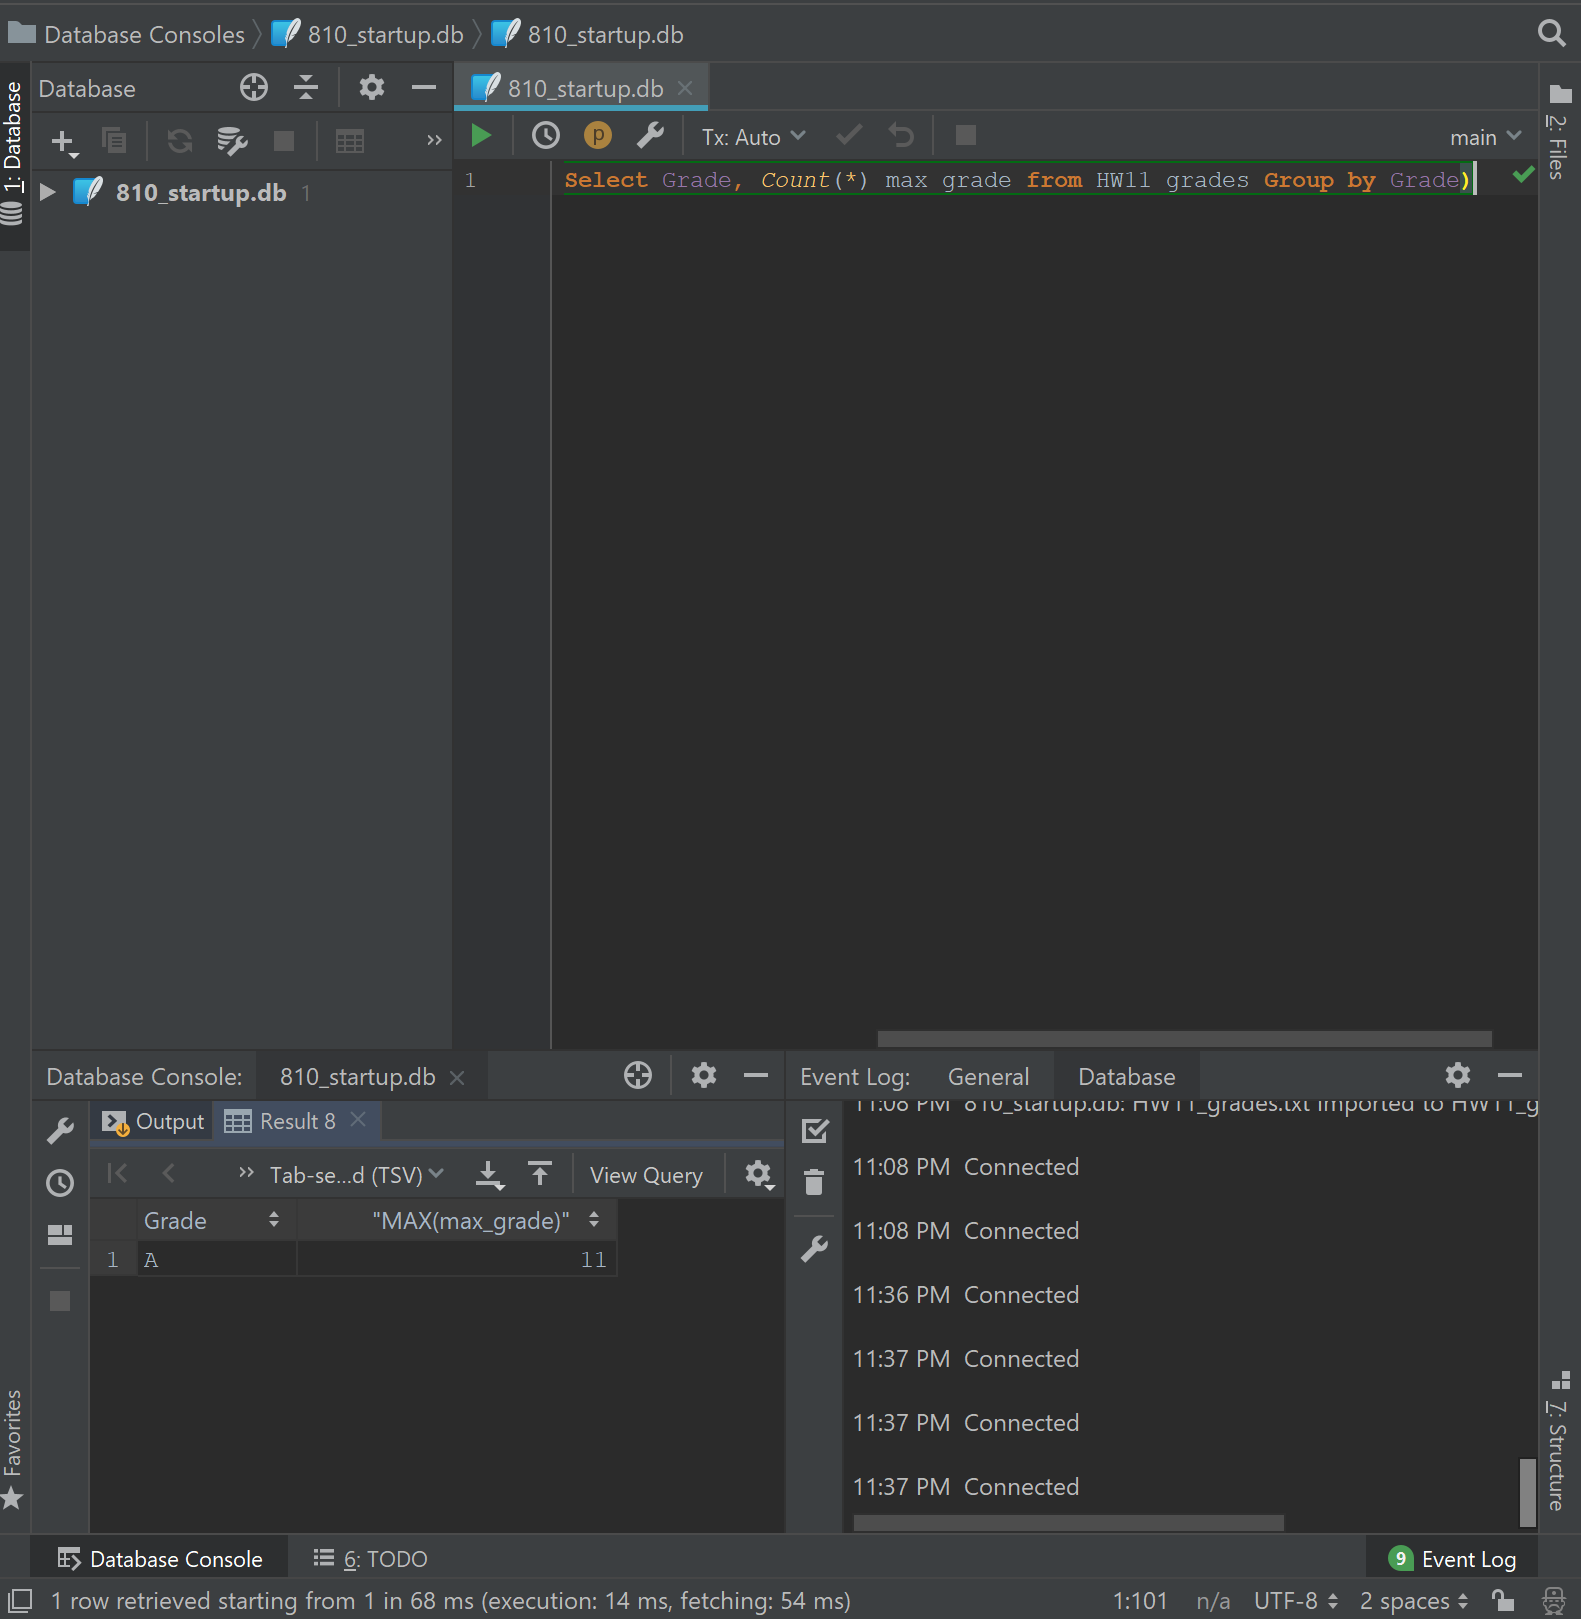 Database Consoles 810_startup.db 810_startup.db
Database
810_startup.db
1: Database
2: Files
Tx: Auto
main
810_startup.db 1
1 Select Grade, Count(*) max grade from HW11 grades Group by Grade)
Database Console: 810_startup.db
Output Result 8
Tab-se...d (TSV) View Query
Grade "MAX(max_grade)"
1 A 11
Event Log: General Database
11:08 PM 810_startup.db: HW11_grades.txt imported to HW11_g
11:08 PM Connected
11:08 PM Connected
11:36 PM Connected
11:37 PM Connected
11:37 PM Connected
11:37 PM Connected
Favorites
7: Structure
Database Console 6: TODO 9 Event Log
1 row retrieved starting from 1 in 68 ms (execution: 14 ms, fetching: 54 ms) 1:101 n/a UTF-8 2 spaces